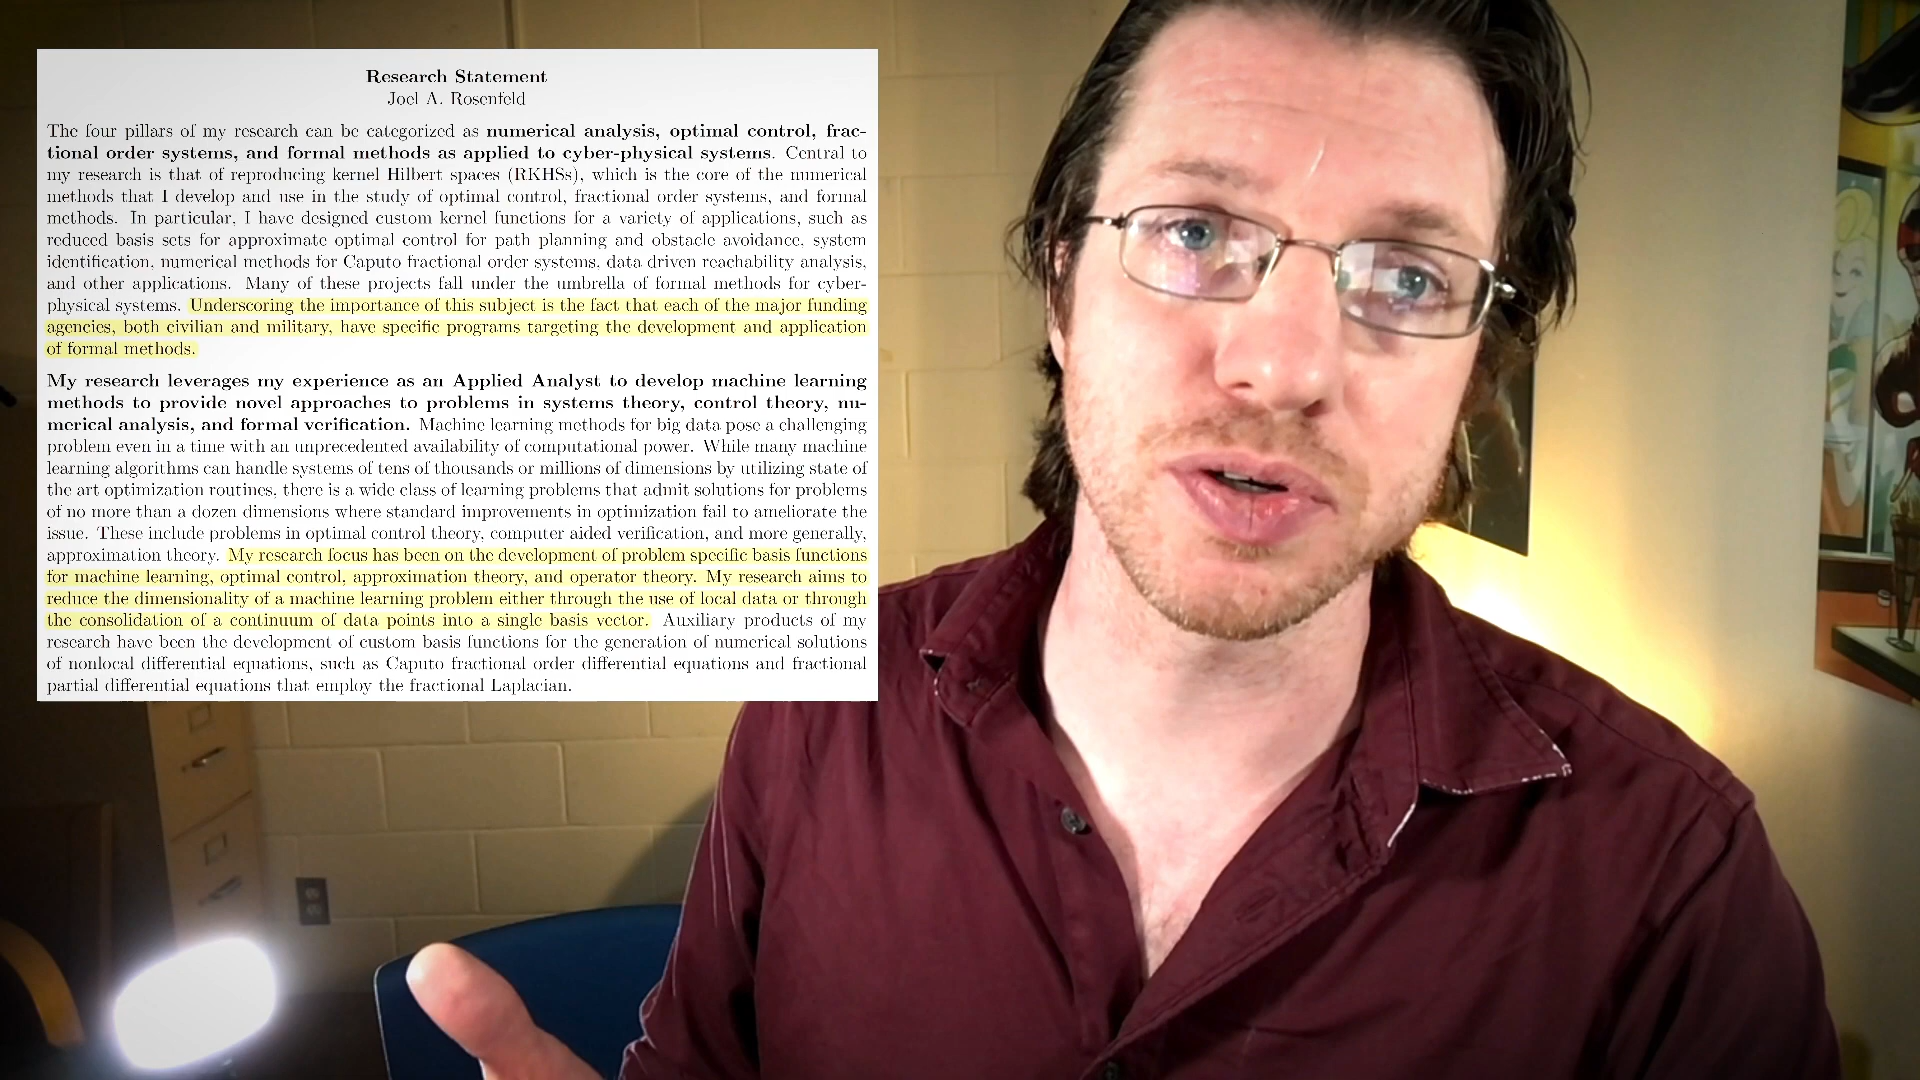 Research Statement
Joel A. Rosenfeld
The four pillars of my research can be categorized as numerical analysis, optimal control, frac-
tional order systems, and formal methods as applied to cyber-physical systems. Central to
my research is that of reproducing kernel Hilbert spaces (RKHSs), which is the core of the numerical
methods that I develop and use in the study of optimal control, fractional order systems, and formal
methods. In particular, I have designed custom kernel functions for a variety of applications, such as
reduced basis sets for approximate optimal control for path planning and obstacle avoidance, system
identification, numerical methods for Caputo fractional order systems, data driven reachability analysis,
and other applications. Many of these projects fall under the umbrella of formal methods for cyber-
physical systems. Underscoring the importance of this subject is the fact that each of the major funding
agencies, both civilian and military, have specific programs targeting the development and application
of formal methods.
My research leverages my experience as an Applied Analyst to develop machine learning
methods to provide novel approaches to problems in systems theory, control theory, nu-
merical analysis, and formal verification. Machine learning methods for big data pose a challenging
problem even in a time with an unprecedented availability of computational power. While many machine
learning algorithms can handle systems of tens of thousands or millions of dimensions by utilizing state of
the art optimization routines, there is a wide class of learning problems that admit solutions for problems
of no more than a dozen dimensions where standard improvements in optimization fail to ameliorate the
issue. These include problems in optimal control theory, computer aided verification, and more generally,
approximation theory. My research focus has been on the development of problem specific basis functions
for machine learning, optimal control, approximation theory, and operator theory. My research aims to
reduce the dimensionality of a machine learning problem either through the use of local data or through
the consolidation of a continuum of data points into a single basis vector. Auxiliary products of my
research have been the development of custom basis functions for the generation of numerical solutions
of nonlocal differential equations, such as Caputo fractional order differential equations and fractional
partial differential equations that employ the fractional Laplacian.